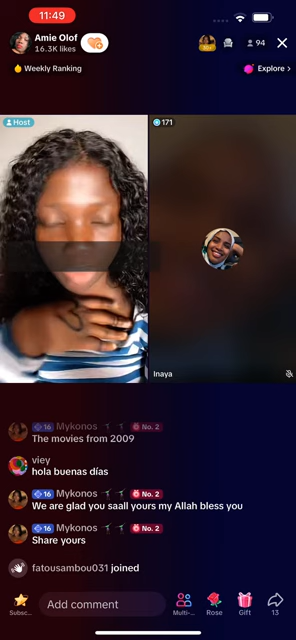 11:49
Amie Olof
16.3K likes
94
Weekly Ranking
Explore >
Host
171
Inaya
16 Mykonos No. 2
The movies from 2009
viey
hola buenas días
16 Mykonos No. 2
We are glad you saall yours my Allah bless you
16 Mykonos No. 2
Share yours
fatousambou031 joined
Subsc...
Add comment
Multi-...
Rose
Gift
13